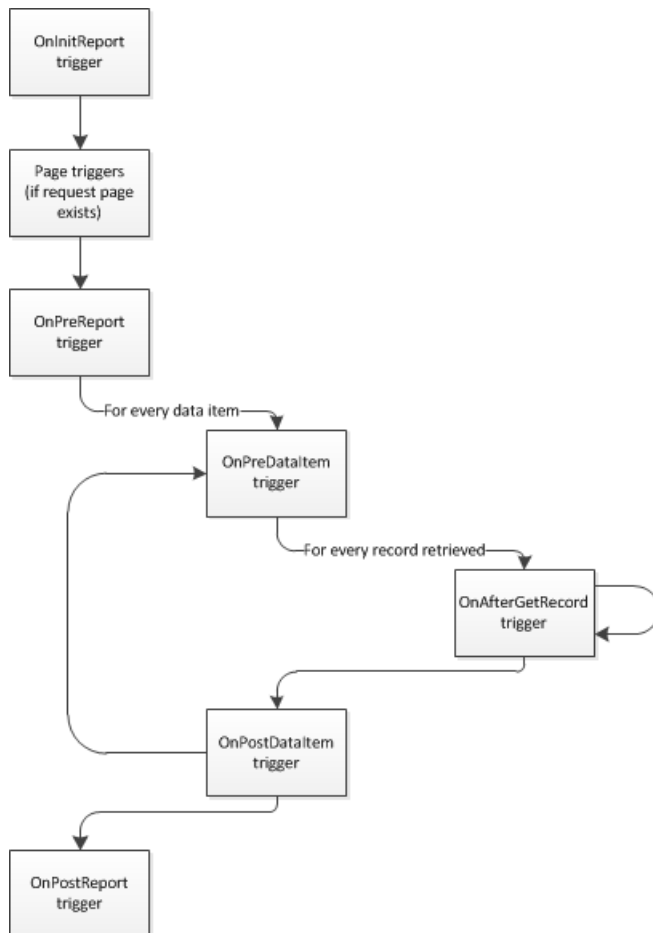 OnInitReport
trigger
Page triggers
(if request page
exists)
OnPreReport
trigger
For every data item
OnPreDataItem
trigger
For every record retrieved
OnAfterGetRecord
trigger
OnPostDataItem
trigger
OnPostReport
trigger